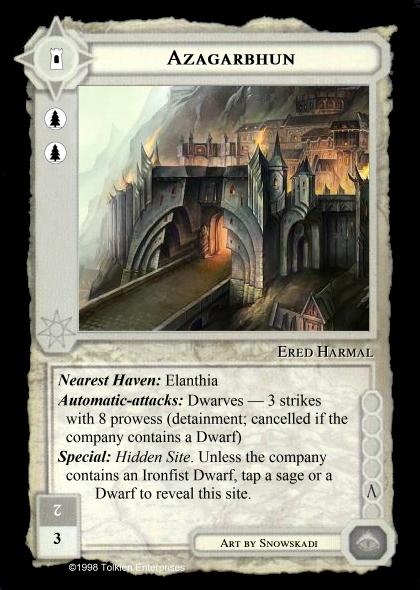 AZAGARBHUN
ERED HARMAL
Nearest Haven: Elanthia
Automatic-attacks: Dwarves — 3 strikes
with 8 prowess (detainment; cancelled if the
company contains a Dwarf)
Special: Hidden Site. Unless the company
contains an Ironfist Dwarf, tap a sage or a
Dwarf to reveal this site.
2
3
ART BY SNOWSKADI
©1998 Tolkien Enterprises